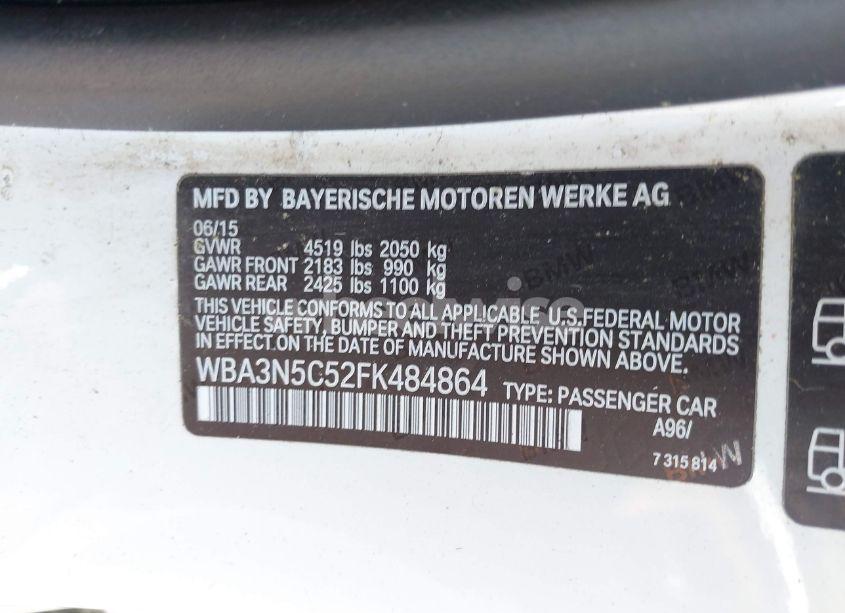 MFD BY BAYERISCHE MOTOREN WERKE AG
06/15
GVWR 4519 lbs 2050 kg
GAWR FRONT 2183 lbs 990 kg
GAWR REAR 2425 lbs 1100 kg
THIS VEHICLE CONFORMS TO ALL APPLICABLE U.S.FEDERAL MOTOR
VEHICLE SAFETY, BUMPER AND THEFT PREVENTION STANDARDS
IN EFFECT ON THE DATE OF MANUFACTURE SHOWN ABOVE.
WBA3N5C52FK484864 TYPE: PASSENGER CAR
A96/
7 315 814
BMW
BMW